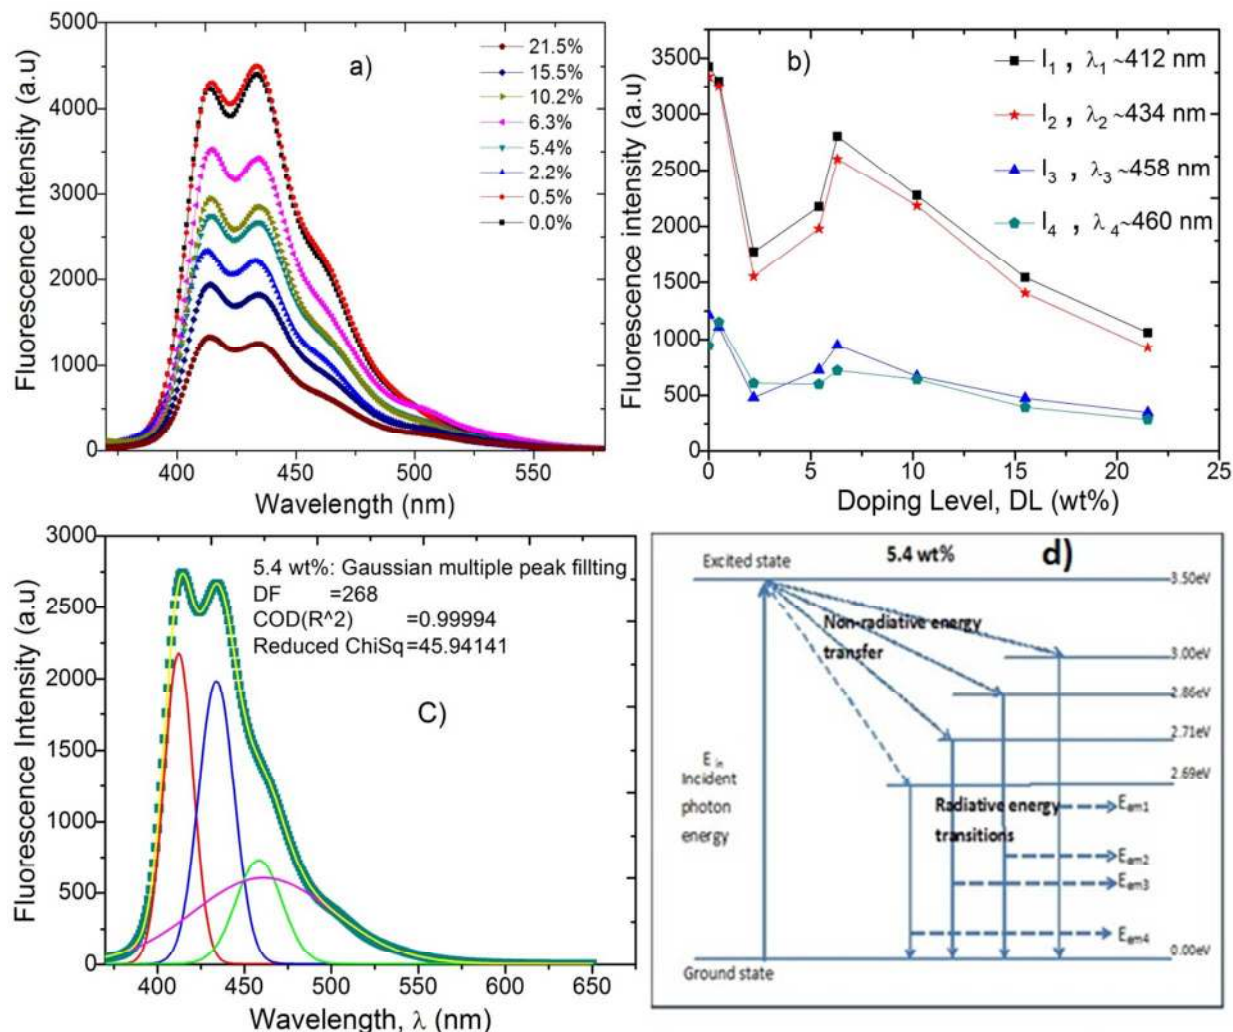 a)
Fluorescence Intensity (a.u)
5000
4000
3000
2000
1000
0
400
450
500
550
Wavelength (nm)
21.5%
15.5%
10.2%
6.3%
5.4%
2.2%
0.5%
0.0%
b)
Fluorescence intensity (a.u)
3500
3000
2500
2000
1500
1000
500
0
0
5
10
15
20
25
Doping Level, DL (wt%)
I1 , λ1 ~412 nm
I2 , λ2 ~434 nm
I3 , λ3 ~458 nm
I4 , λ4 ~460 nm
C)
Fluorescence Intensity (a.u)
3000
2500
2000
1500
1000
500
0
400
450
500
550
600
650
Wavelength, λ (nm)
5.4 wt%: Gaussian multiple peak fillting
DF =268
COD(R^2) =0.99994
Reduced ChiSq =45.94141
d)
Excited state
5.4 wt%
3.50eV
Non-radiative energy
transfer
3.00eV
2.86eV
2.71eV
2.69eV
E in
Incident
photon
energy
Radiative energy
transitions
Eem1
Eem2
Eem3
Eem4
0.00eV
Ground state